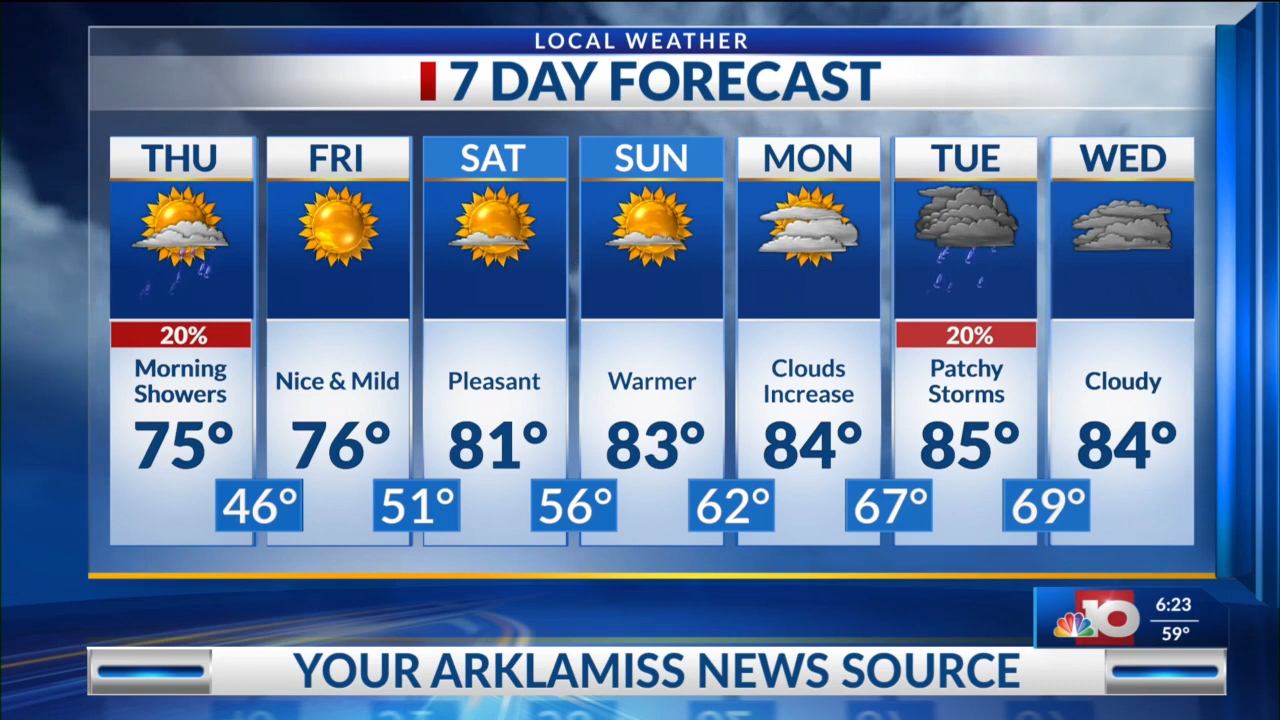 LOCAL WEATHER
7 DAY FORECAST
THU FRI SAT SUN MON TUE WED
20% 20%
Morning Showers
Nice & Mild
Pleasant
Warmer
Clouds Increase
Patchy Storms
Cloudy
75° 76° 81° 83° 84° 85° 84°
46° 51° 56° 62° 67° 69°
10
6:23
59°
YOUR ARKLAMISS NEWS SOURCE